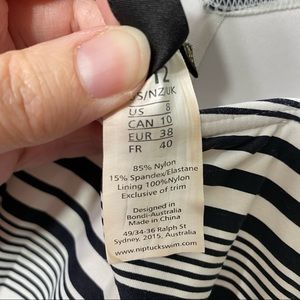 12
/NZ/UK
US 8
CAN 10
EUR 38
FR 40
85% Nylon
15% Spandex/Elastane
Lining 100%Nylon
Exclusive of trim
Designed in
Bondi-Australia
Made in China
49/34-36 Ralph St
Sydney, 2015, Australia
www.niptuckswim.com